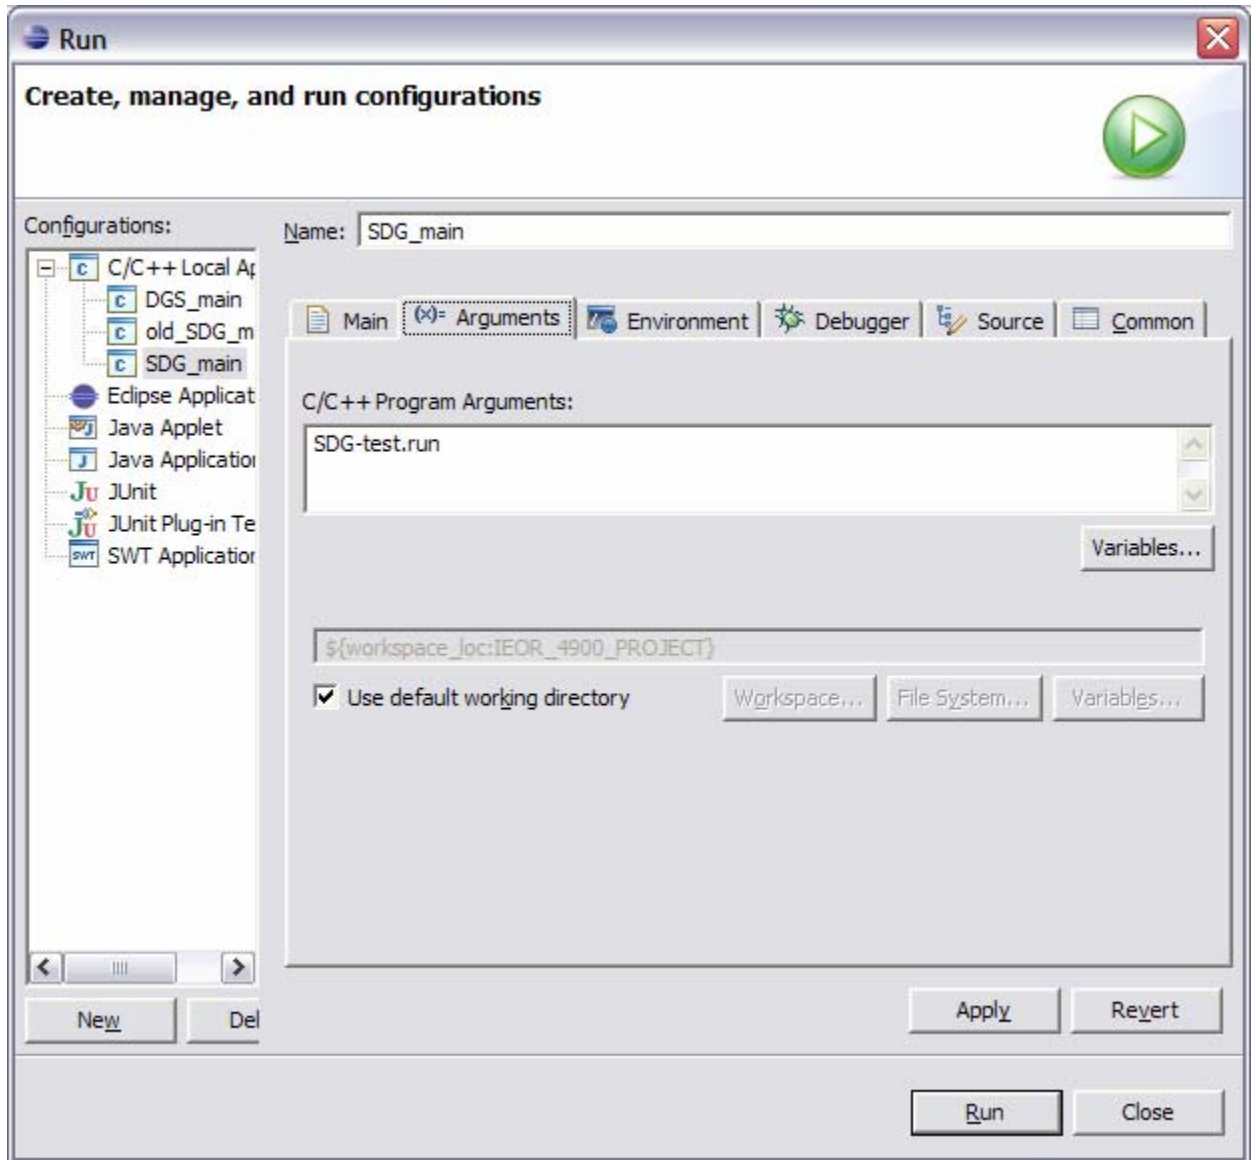 Run
Create, manage, and run configurations
Configurations:
Name: SDG_main
C/C++ Local Ap
DGS_main
old_SDG_m
SDG_main
Eclipse Applicat
Java Applet
Java Application
JUnit
JUnit Plug-in Te
SWT Application
Main
(x)= Arguments
Environment
Debugger
Source
Common
C/C++ Program Arguments:
SDG-test.run
Variables...
${workspace_loc:IEOR_4900_PROJECT}
Use default working directory
Workspace...
File System...
Variables...
New
Del
Apply
Revert
Run
Close